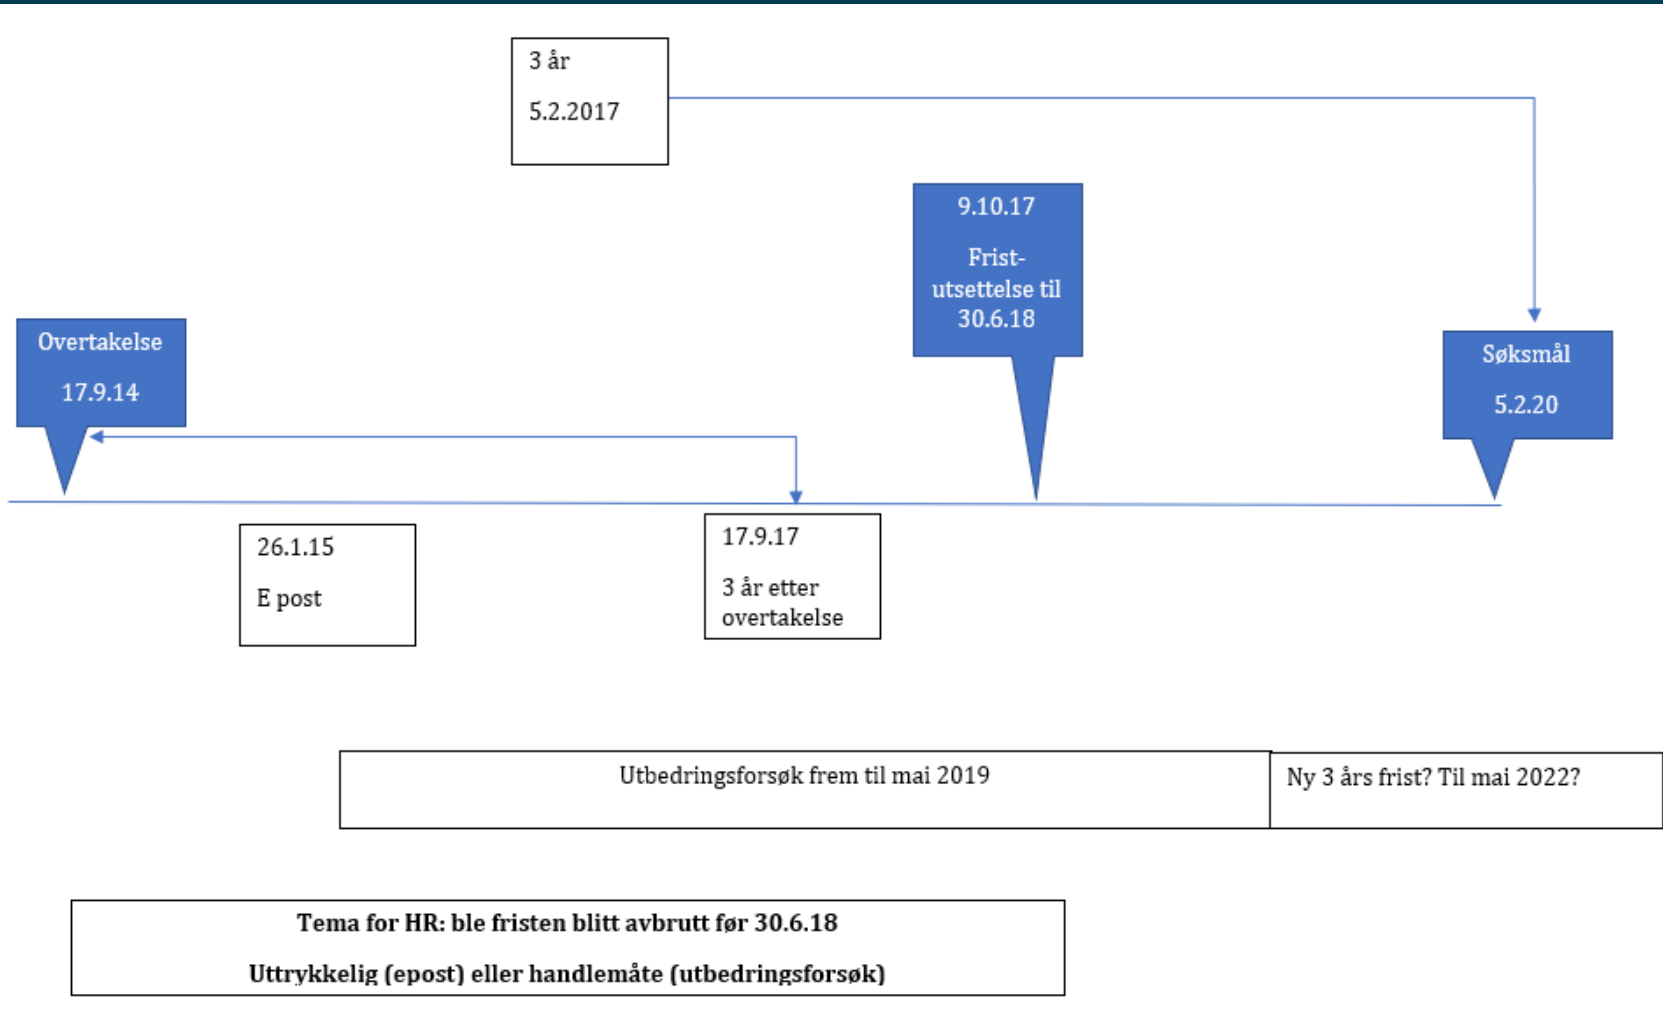 3 år
5.2.2017
9.10.17
Frist-
utsettelse til
30.6.18
Overtakelse
17.9.14
Søksmål
5.2.20
26.1.15
E post
17.9.17
3 år etter
overtakelse
Utbedringsforsøk frem til mai 2019
Ny 3 års frist? Til mai 2022?
Tema for HR: ble fristen blitt avbrutt før 30.6.18
Uttrykkelig (epost) eller handlemåte (utbedringsforsøk)